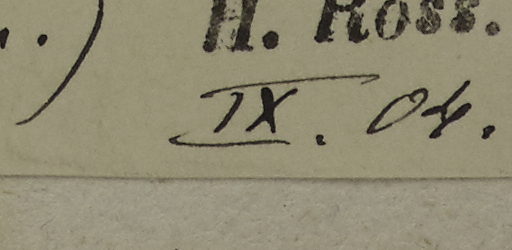 ..) H. Ross.
IX. 04.